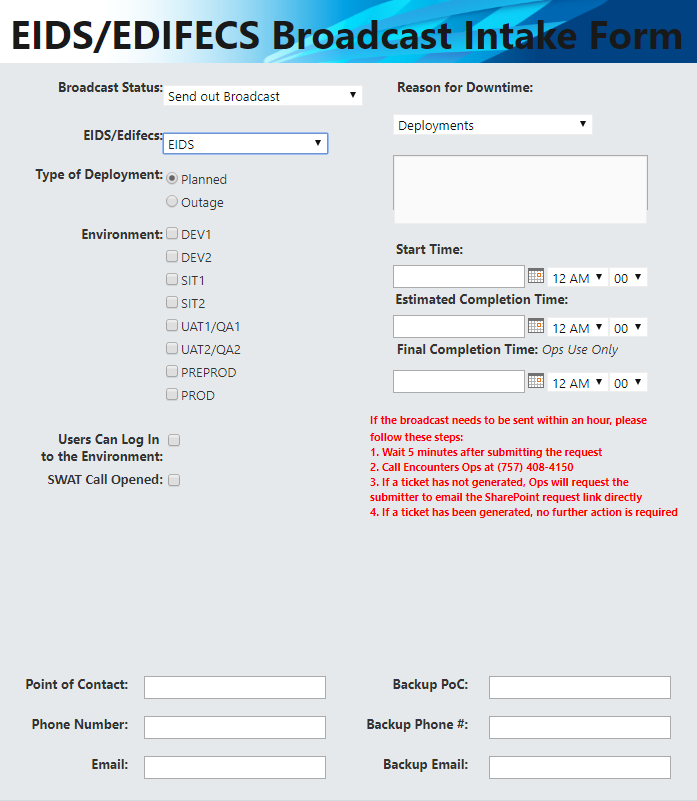 EIDS/EDIFECS Broadcast Intake Form
Broadcast Status:
Send out Broadcast
EIDS/Edifecs:
EIDS
Type of Deployment:
Planned
Outage
Environment:
DEV1
DEV2
SIT1
SIT2
UAT1/QA1
UAT2/QA2
PREPROD
PROD
Users Can Log In
to the Environment:
SWAT Call Opened:
Reason for Downtime:
Deployments
Start Time:
12 AM 00
Estimated Completion Time:
12 AM 00
Final Completion Time: Ops Use Only
12 AM 00
If the broadcast needs to be sent within an hour, please
follow these steps:
1. Wait 5 minutes after submitting the request
2. Call Encounters Ops at (757) 408-4150
3. If a ticket has not generated, Ops will request the
submitter to email the SharePoint request link directly
4. If a ticket has been generated, no further action is required
Point of Contact:
Backup PoC:
Phone Number:
Backup Phone #:
Email:
Backup Email: